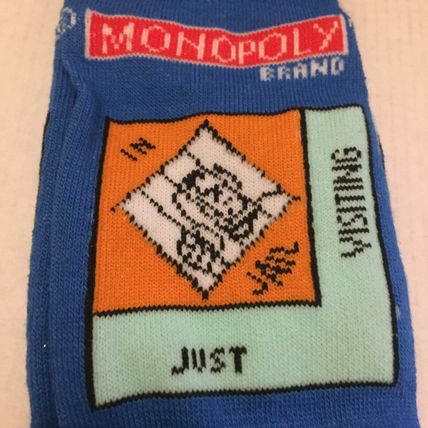 MONOPOLY
BRAND
IN
JAIL
JUST
VISITING